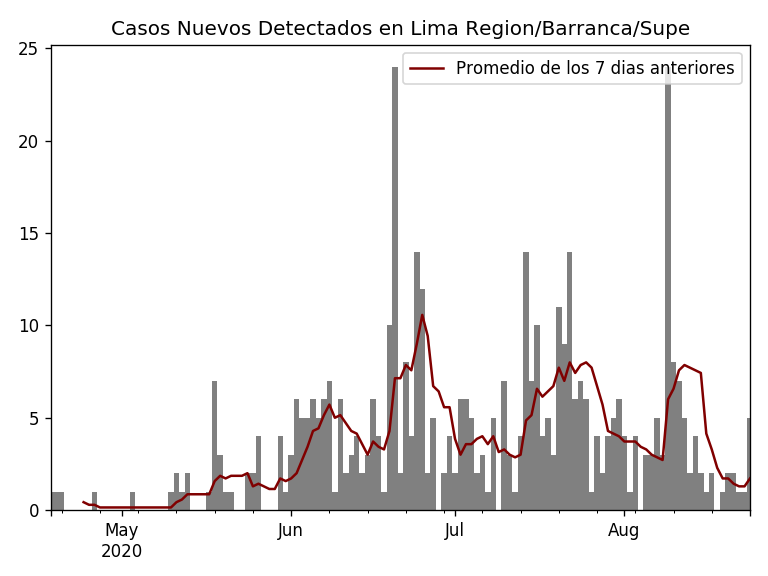 Casos Nuevos Detectados en Lima Region/Barranca/Supe
Promedio de los 7 dias anteriores
25
20
15
10
5
0
May Jun Jul Aug
2020